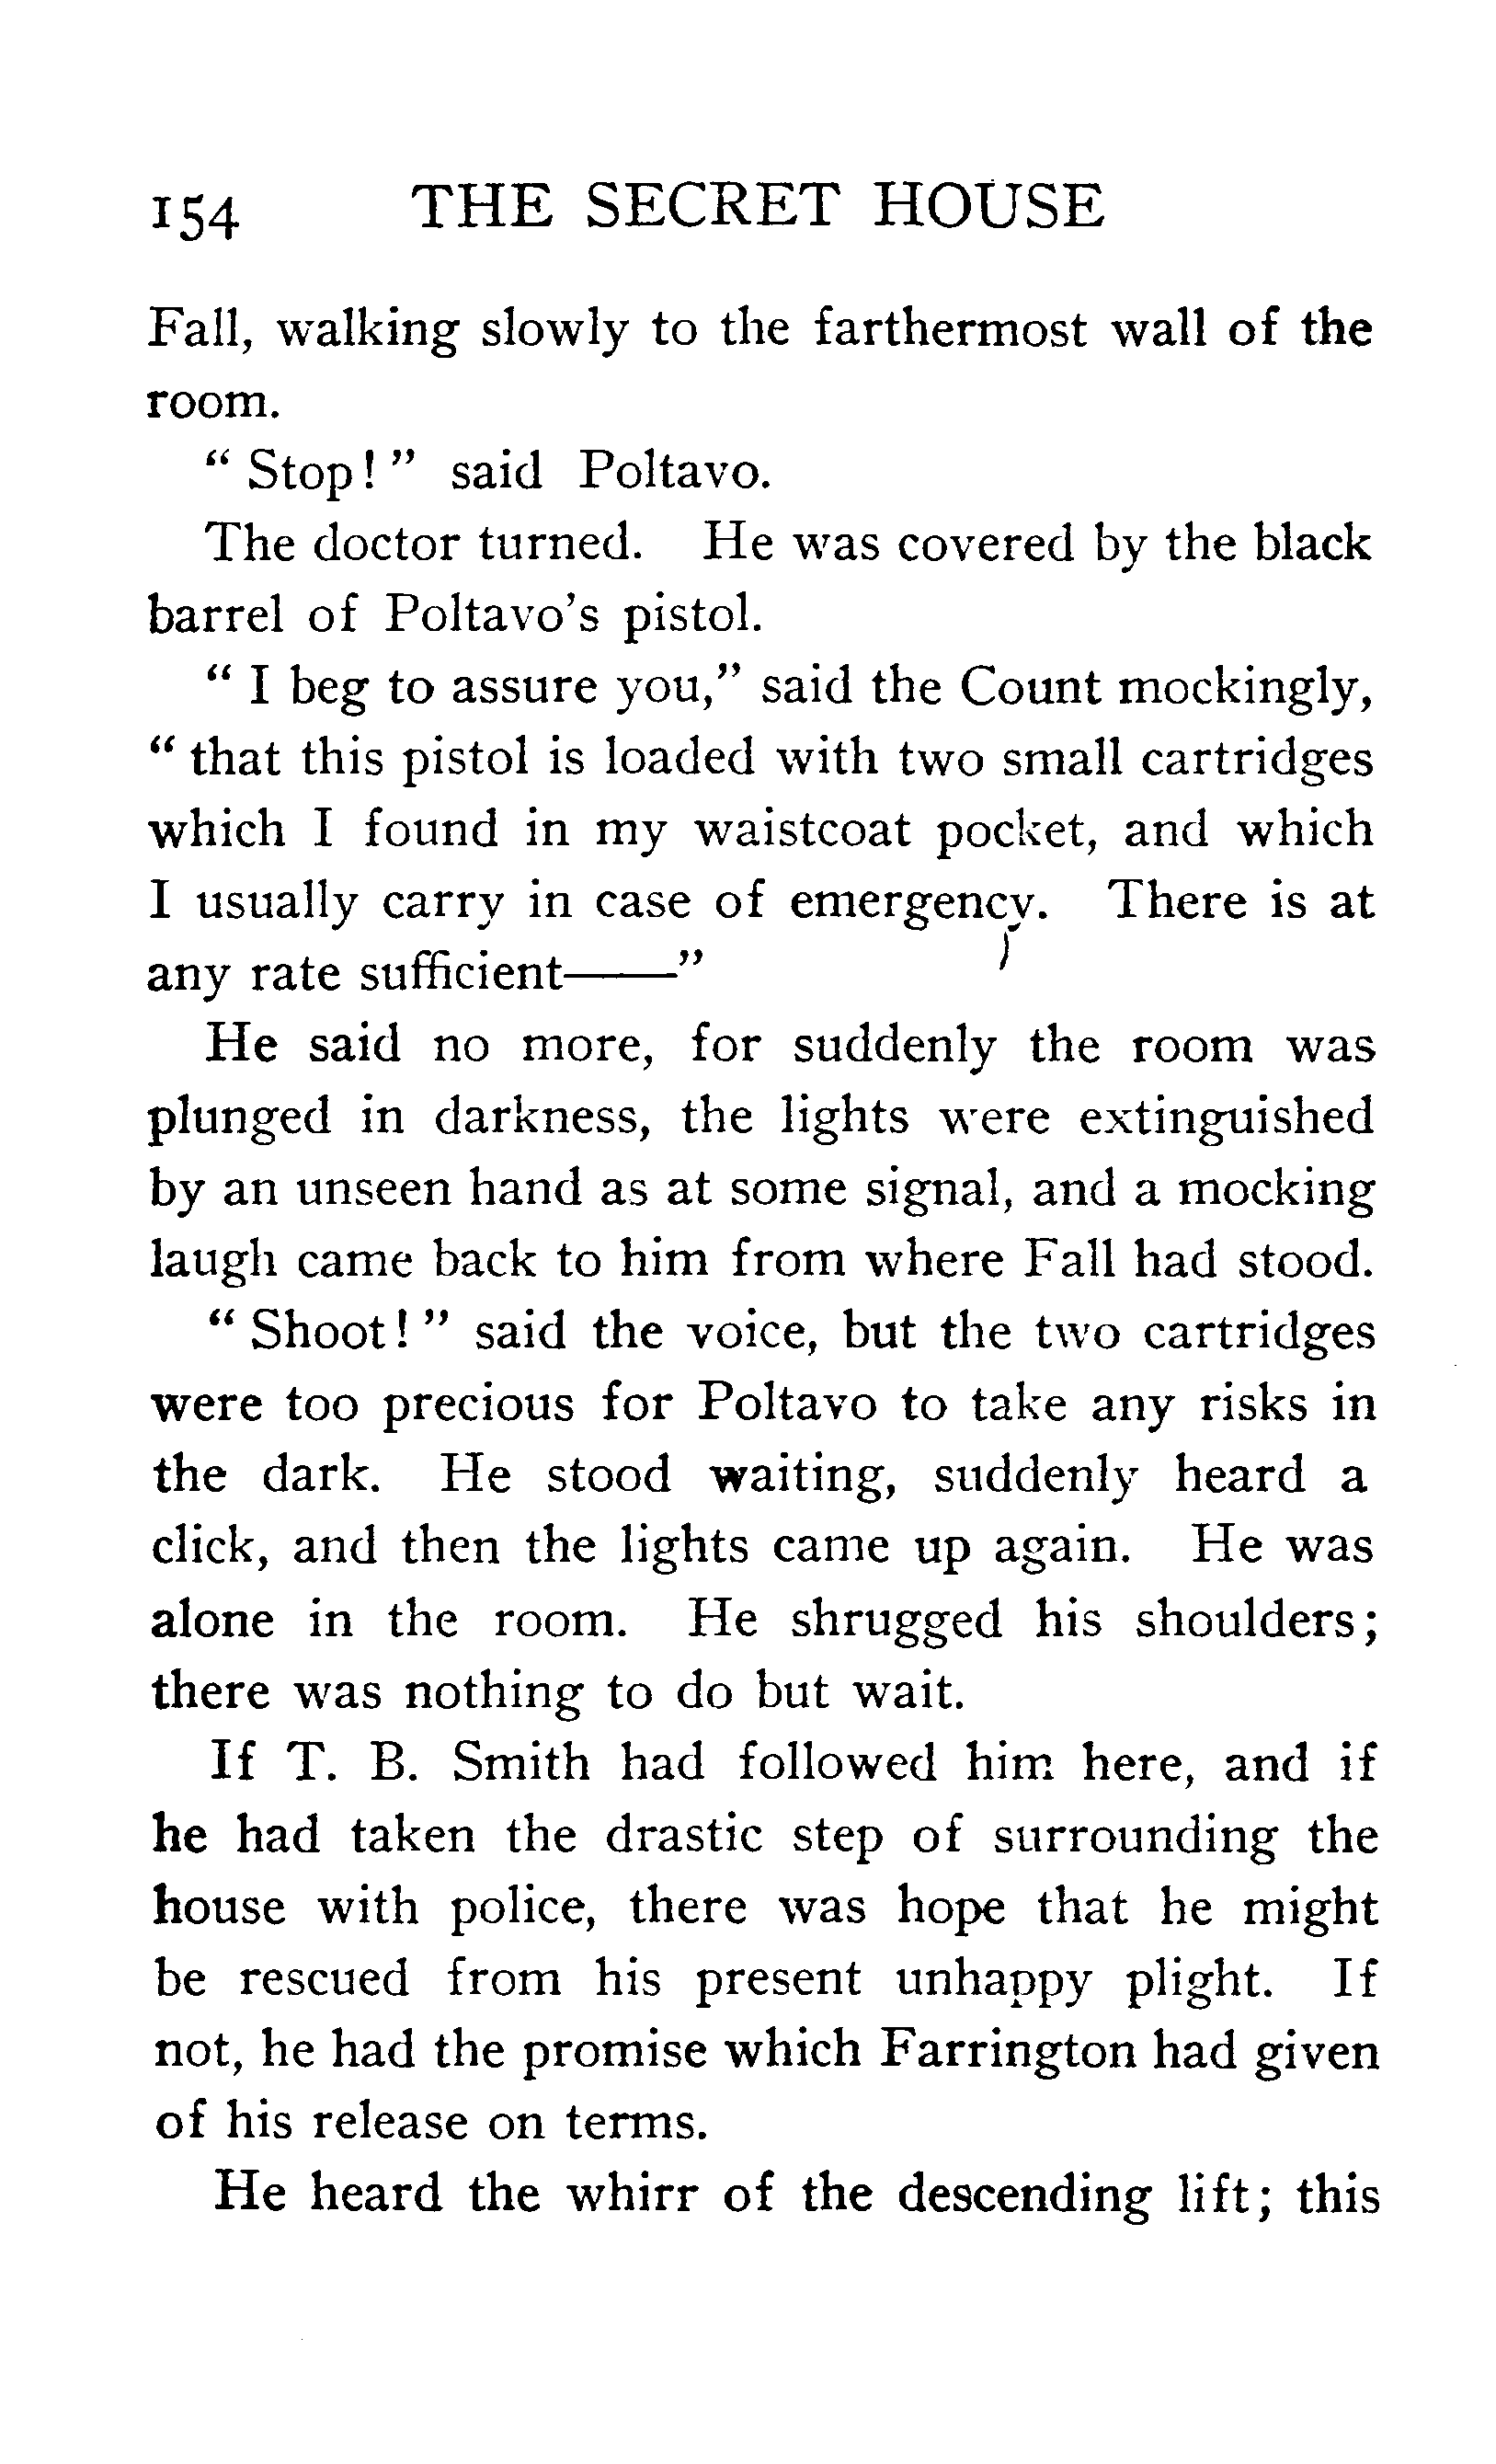 154 THE SECRET HOUSE
Fall, walking slowly to the farthermost wall of the
room.
“ Stop! ” said Poltavo.
The doctor turned. He was covered by the black
barrel of Poltavo’s pistol.
“ I beg to assure you,” said the Count mockingly,
“ that this pistol is loaded with two small cartridges
which I found in my waistcoat pocket, and which
I usually carry in case of emergency. There is at
any rate sufficient——”
He said no more, for suddenly the room was
plunged in darkness, the lights were extinguished
by an unseen hand as at some signal, and a mocking
laugh came back to him from where Fall had stood.
“ Shoot! ” said the voice, but the two cartridges
were too precious for Poltavo to take any risks in
the dark. He stood waiting, suddenly heard a
click, and then the lights came up again. He was
alone in the room. He shrugged his shoulders;
there was nothing to do but wait.
If T. B. Smith had followed him here, and if
he had taken the drastic step of surrounding the
house with police, there was hope that he might
be rescued from his present unhappy plight. If
not, he had the promise which Farrington had given
of his release on terms.
He heard the whirr of the descending lift; this